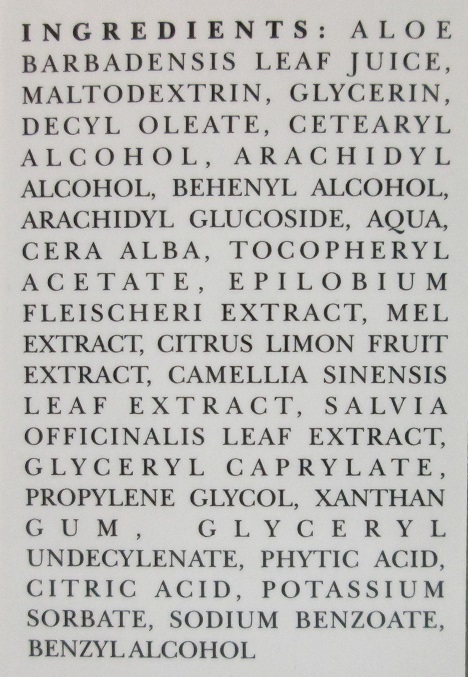 INGREDIENTS: ALOE
BARBADENSIS LEAF JUICE,
MALTODEXTRIN, GLYCERIN,
DECYL OLEATE, CETEARYL
ALCOHOL, ARACHIDYL
ALCOHOL, BEHENYL ALCOHOL,
ARACHIDYL GLUCOSIDE, AQUA,
CERA ALBA, TOCOPHERYL
ACETATE, EPILOBIUM
FLEISCHERI EXTRACT, MEL
EXTRACT, CITRUS LIMON FRUIT
EXTRACT, CAMELLIA SINENSIS
LEAF EXTRACT, SALVIA
OFFICINALIS LEAF EXTRACT,
GLYCERYL CAPRYLATE,
PROPYLENE GLYCOL, XANTHAN
GUM, GLYCERYL
UNDECYLENATE, PHYTIC ACID,
CITRIC ACID, POTASSIUM
SORBATE, SODIUM BENZOATE,
BENZYL ALCOHOL